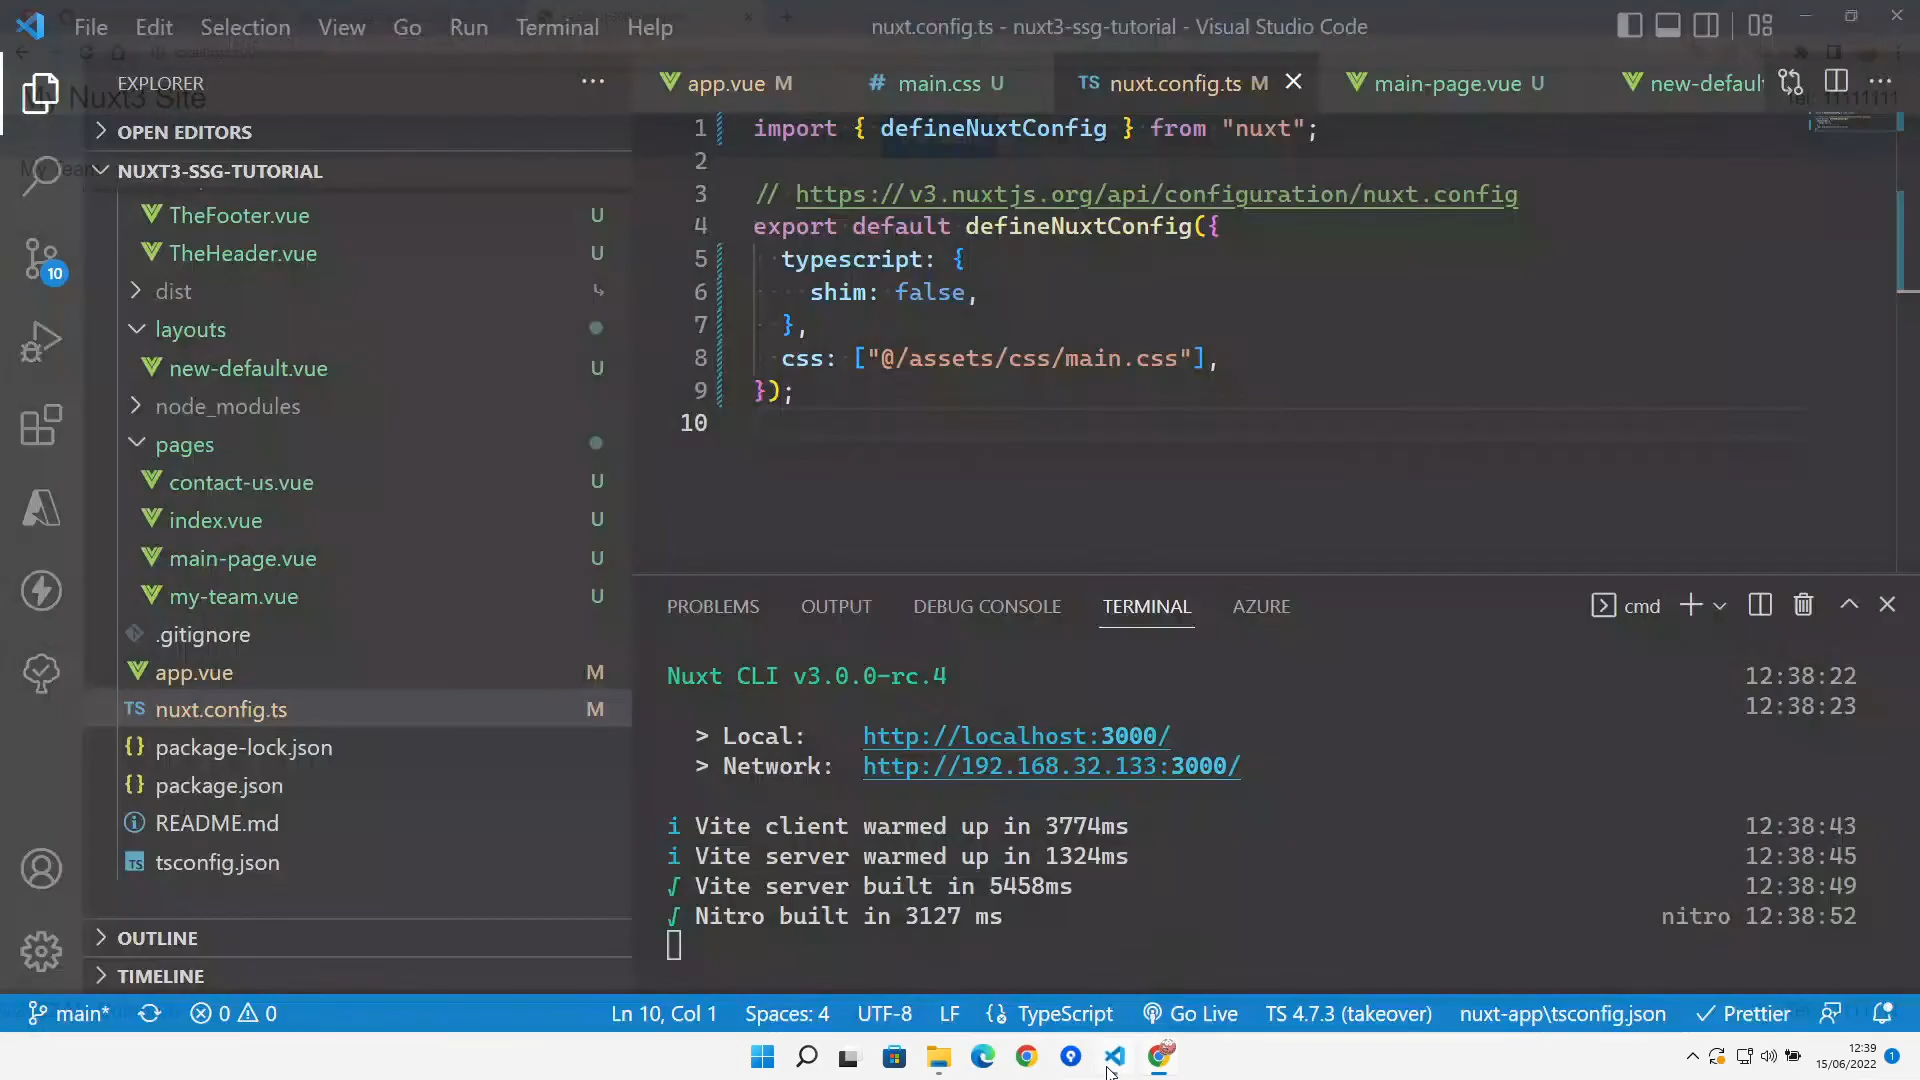 File Edit Selection View Go Run Terminal Help
nuxt.config.ts - nuxt3-ssg-tutorial - Visual Studio Code
EXPLORER
My Nuxt3 Site
OPEN EDITORS
My Team
NUXT3-SSG-TUTORIAL
TheFooter.vue U
TheHeader.vue U
dist
layouts
new-default.vue U
node_modules
pages
contact-us.vue U
index.vue U
main-page.vue U
my-team.vue U
.gitignore
app.vue M
TS nuxt.config.ts M
{} package-lock.json
{} package.json
README.md
TS tsconfig.json
OUTLINE
TIMELINE
10
app.vue M # main.css U TS nuxt.config.ts M main-page.vue U new-defaul
Tel: 11111111
1 import { defineNuxtConfig } from "nuxt";
2
3 // https://v3.nuxtjs.org/api/configuration/nuxt.config
4 export default defineNuxtConfig({
5 typescript: {
6 shim: false,
7 },
8 css: ["@/assets/css/main.css"],
9 });
10
PROBLEMS OUTPUT DEBUG CONSOLE TERMINAL AZURE cmd
Nuxt CLI v3.0.0-rc.4 12:38:22
12:38:23
> Local: http://localhost:3000/
> Network: http://192.168.32.133:3000/
i Vite client warmed up in 3774ms 12:38:43
i Vite server warmed up in 1324ms 12:38:45
√ Vite server built in 5458ms 12:38:49
√ Nitro built in 3127 ms nitro 12:38:52
main* 0 0 Ln 10, Col 1 Spaces: 4 UTF-8 LF {} TypeScript Go Live TS 4.7.3 (takeover) nuxt-app\tsconfig.json Prettier
12:39
15/06/2022
1